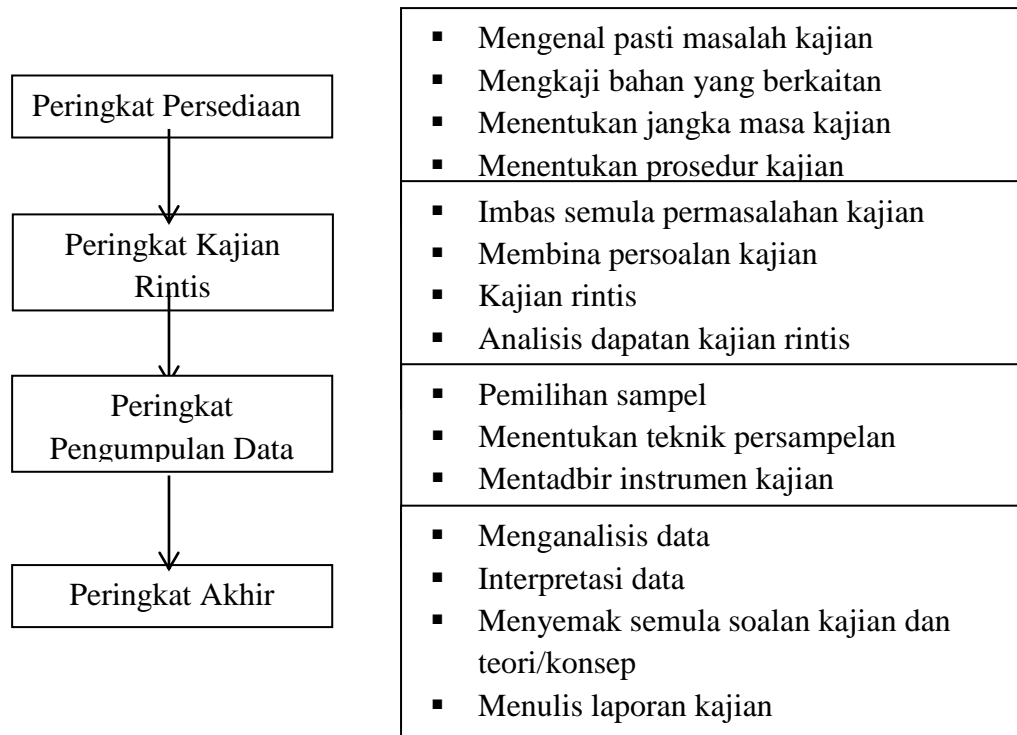 Peringkat Persediaan
▪ Mengenal pasti masalah kajian
▪ Mengkaji bahan yang berkaitan
▪ Menentukan jangka masa kajian
▪ Menentukan prosedur kajian
Peringkat Kajian
Rintis
▪ Imbas semula permasalahan kajian
▪ Membina persoalan kajian
▪ Kajian rintis
▪ Analisis dapatan kajian rintis
Peringkat
Pengumpulan Data
▪ Pemilihan sampel
▪ Menentukan teknik persampelan
▪ Mentadbir instrumen kajian
Peringkat Akhir
▪ Menganalisis data
▪ Interpretasi data
▪ Menyemak semula soalan kajian dan
teori/konsep
▪ Menulis laporan kajian